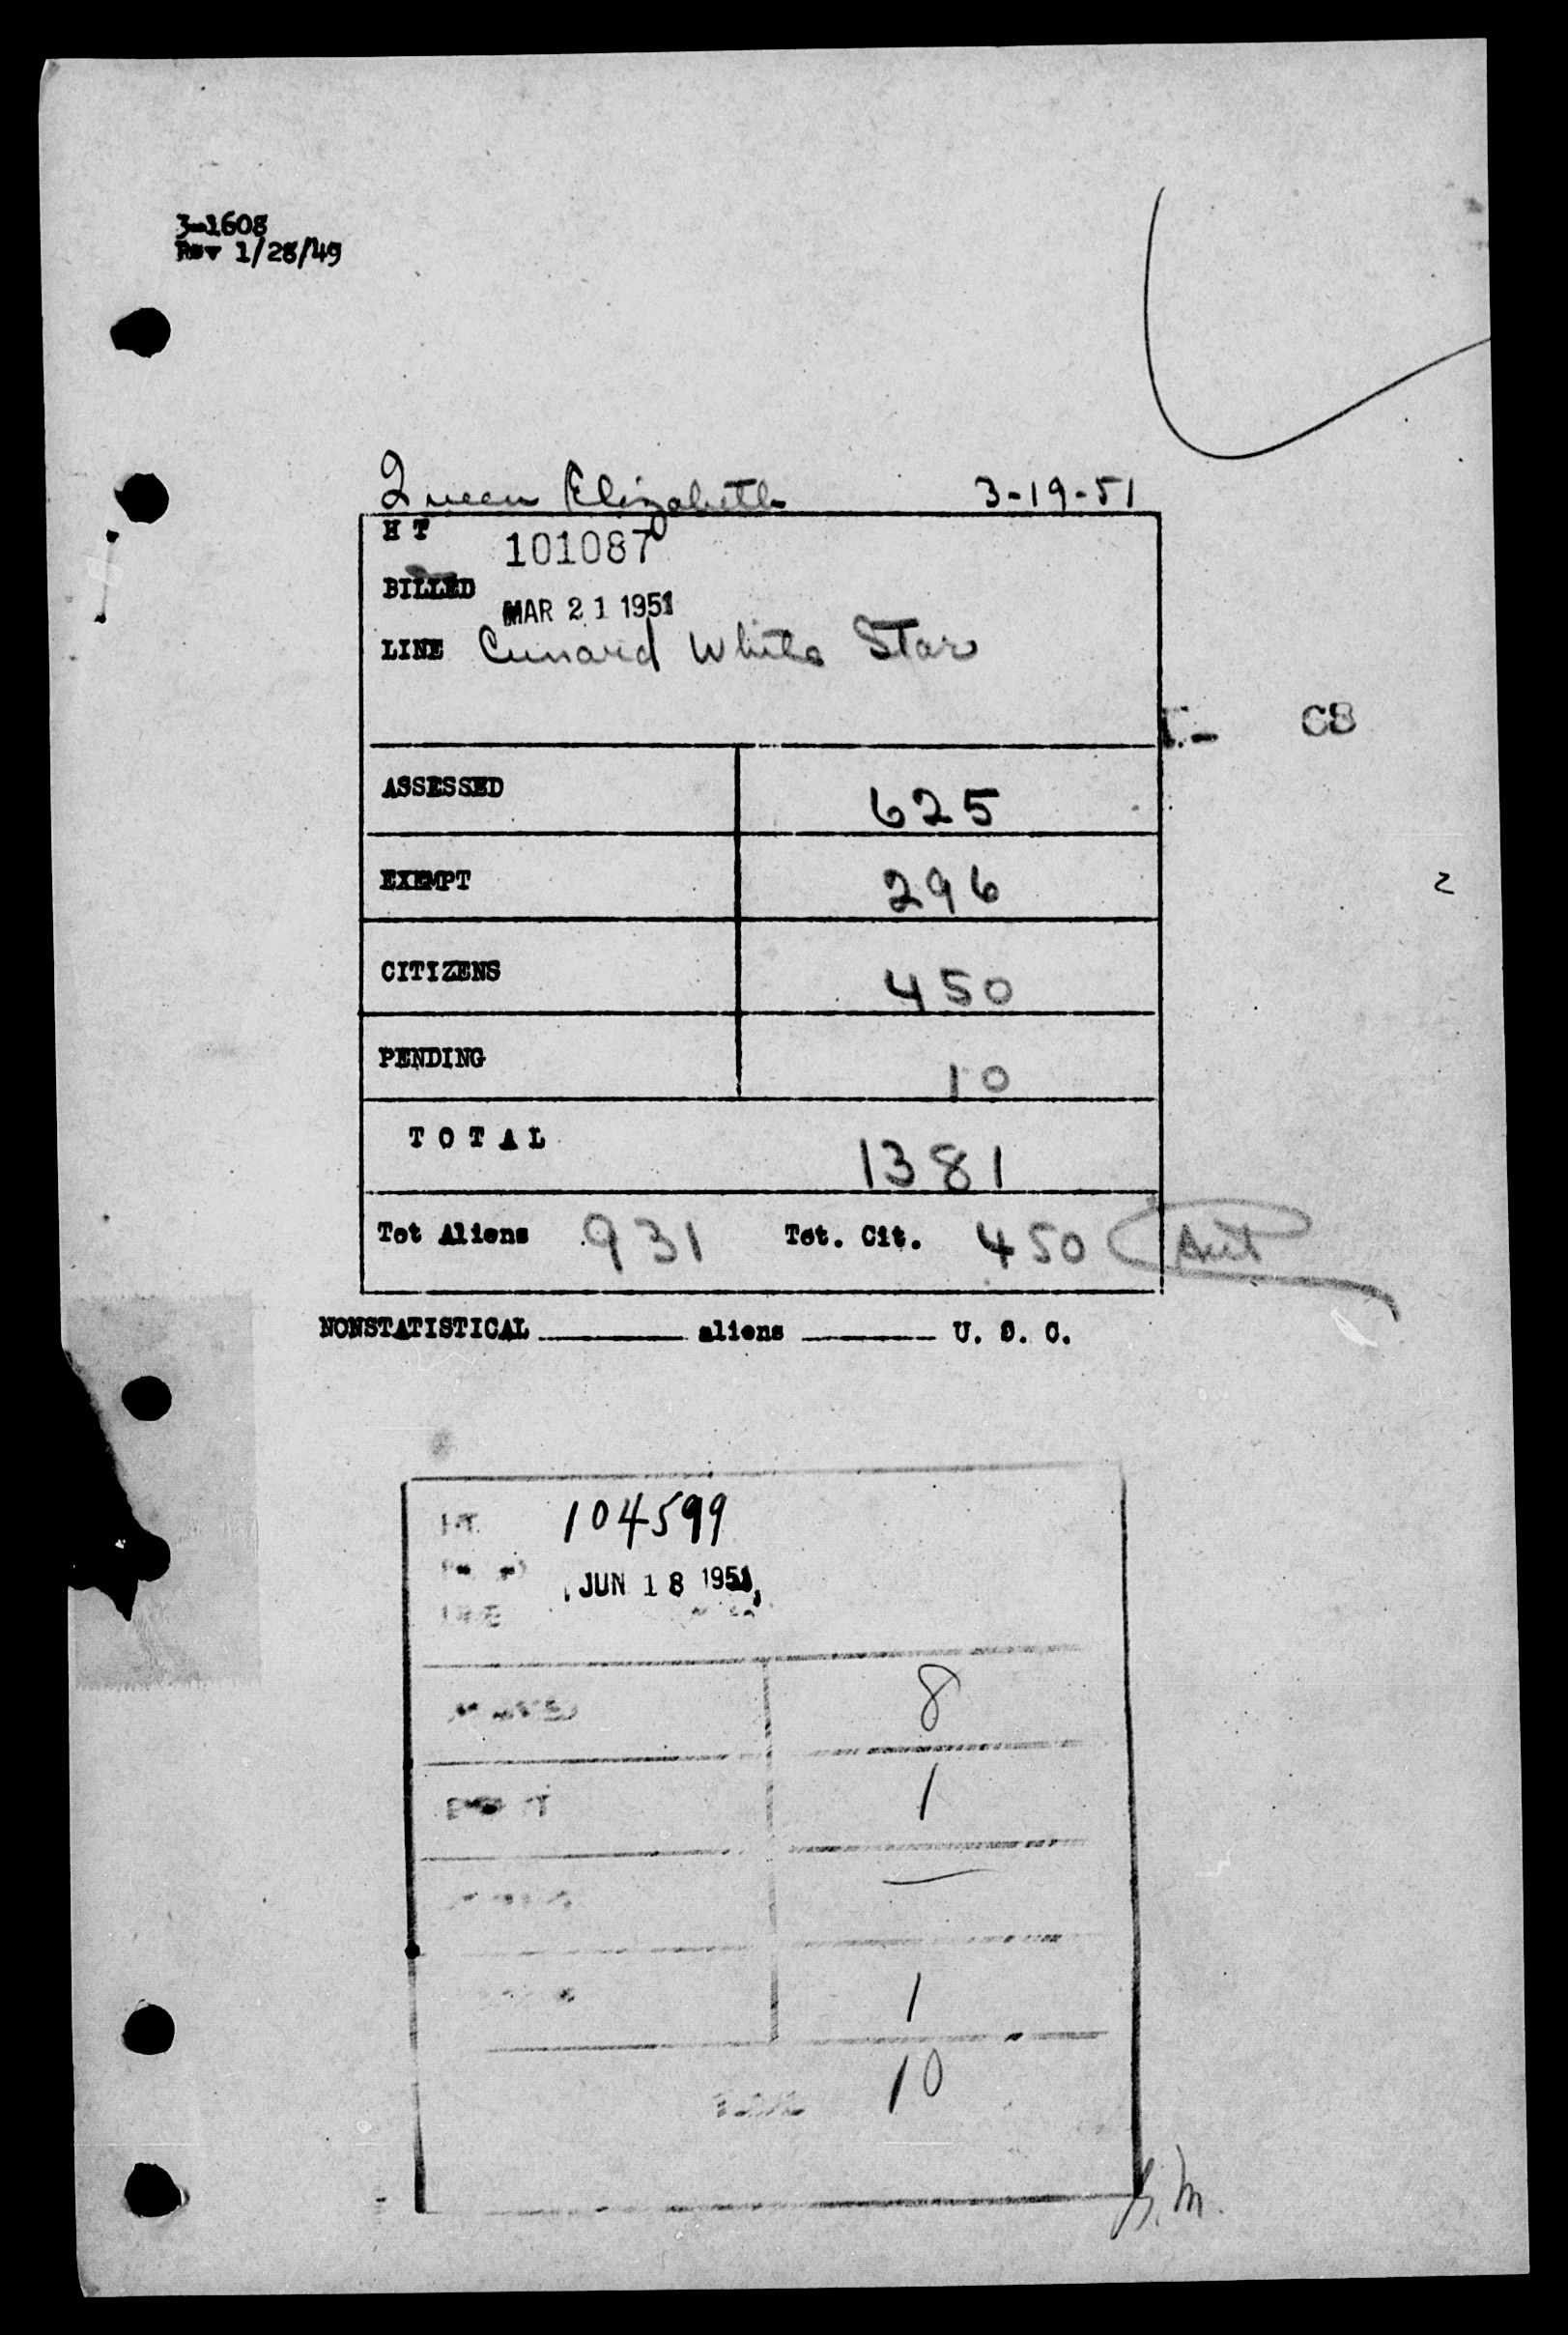 3-1608
Rev 1/28/49
Queen Elizabeth 3-19-51
H T 101087
BILLED
MAR 21 1951
LINE Cunard White Star
C8
ASSESSED 625
EXEMPT 296
2
CITIZENS 450
PENDING 10
TOTAL 1381
Tot Aliens 931 Tot. Cit. 450
NONSTATISTICAL aliens U. S. C.
H.T. 104599
JUN 18 1951
LINE
8
1
—
1
10